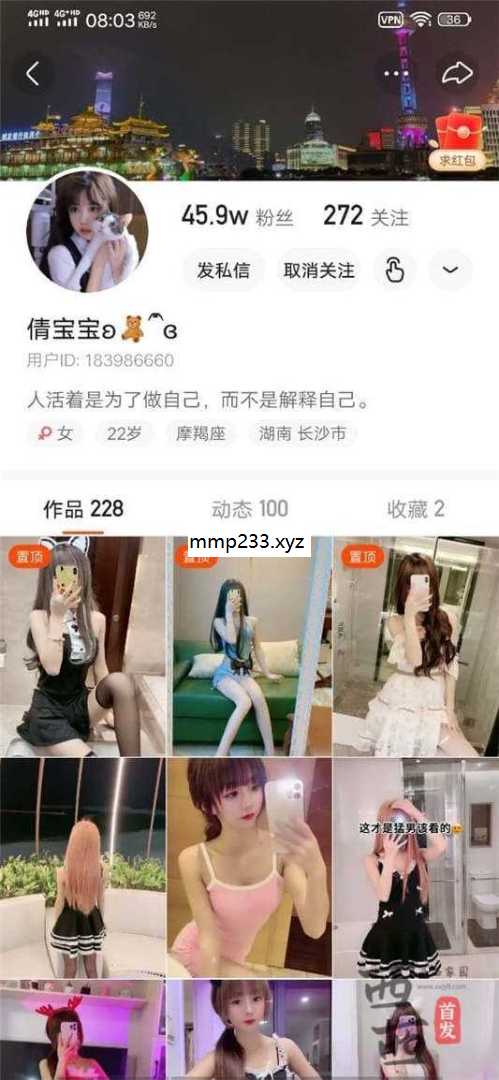 4G HD 4G+ HD 08:03 692 KB/s VPN 36
求红包
45.9w 粉丝 272 关注
发私信 取消关注
倩宝宝ʚ🧸ྀིɞ
用户ID: 183986660
人活着是为了做自己，而不是解释自己。
女 22岁 摩羯座 湖南 长沙市
作品 228 动态 100 收藏 2
mmp233.xyz
置顶 置顶 置顶
这才是猛男该看的
首发